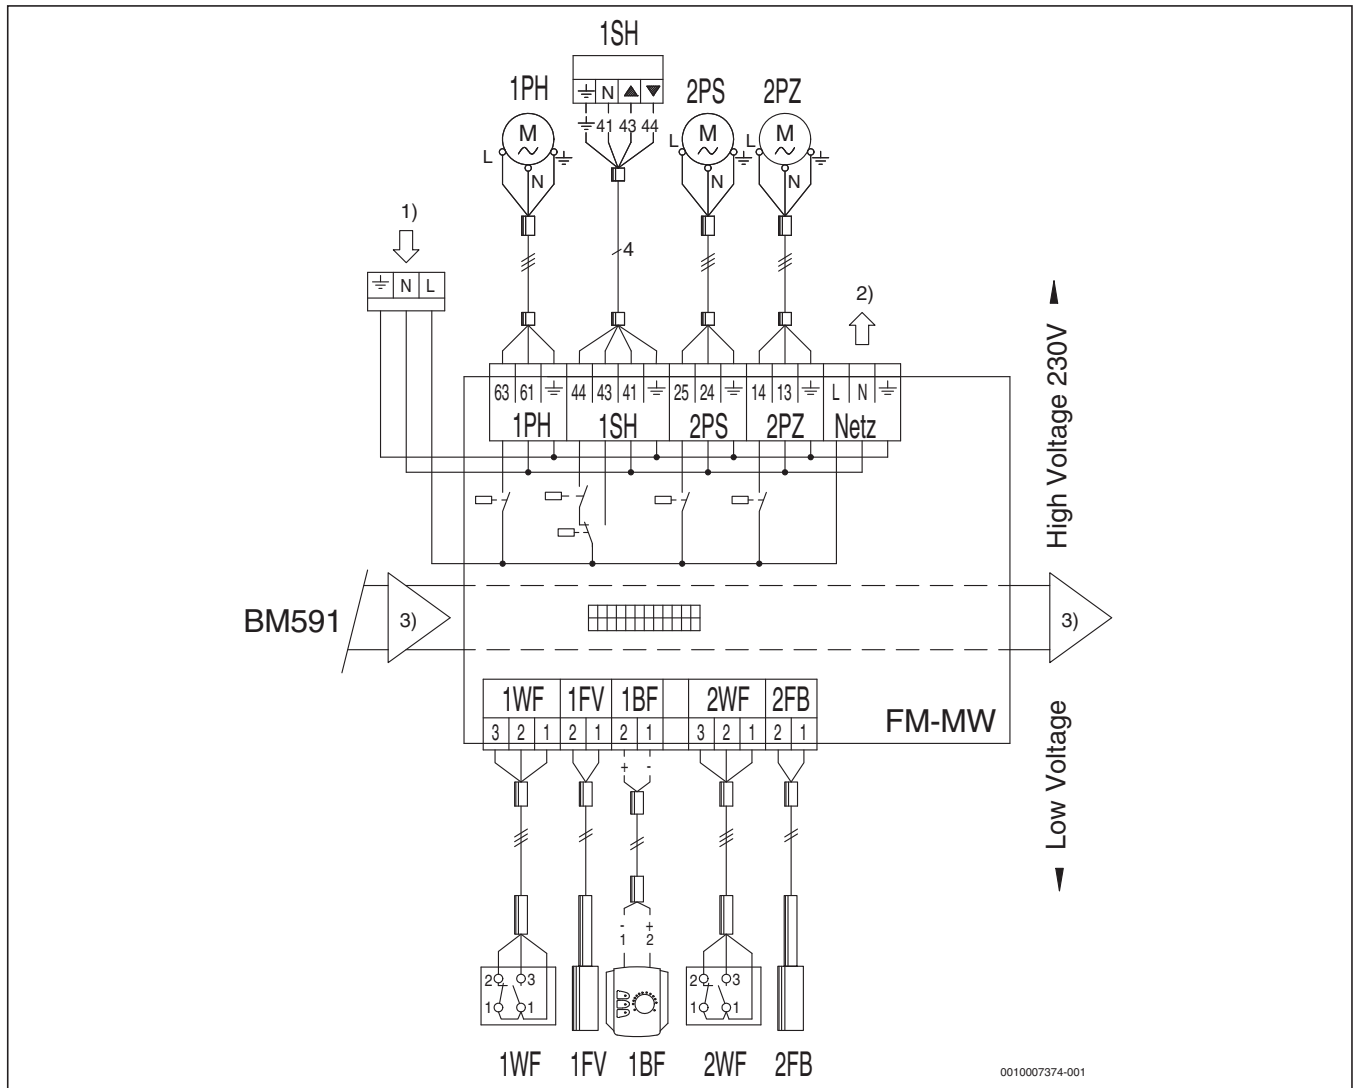 1SH
1PH
N
2PS
2PZ
M
41 43 44
M
M
L
N
L
N
L
N
1)
4
N L
2)
63 61
44 43 41
25 24
14 13
L N
1PH
1SH
2PS
2PZ
Netz
High Voltage 230V
BM591
3)
3)
1WF
1FV
1BF
2WF
2FB
FM-MW
3 2 1
2 1
2 1
3 2 1
2 1
+ -
Low Voltage
- +
1 2
2 3
1 1
2 3
1 1
1WF
1FV
1BF
2WF
2FB
0010007374-001